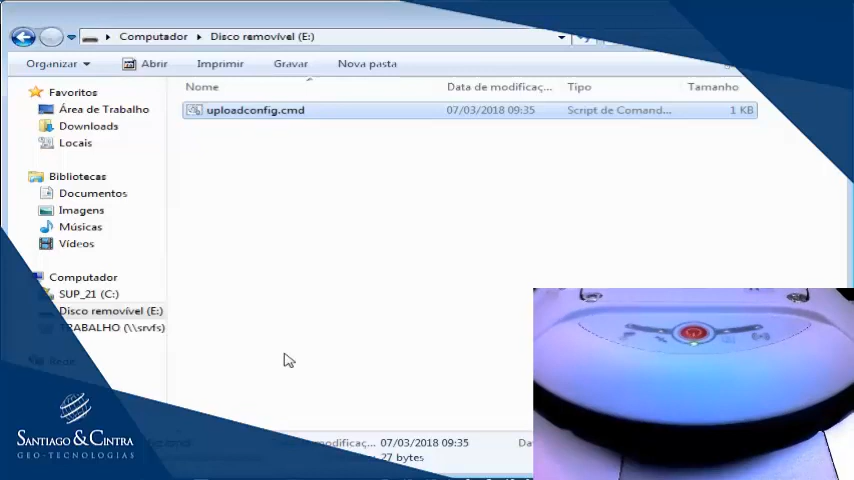 Computador
Disco removível (E:)
Organizar
Abrir
Imprimir
Gravar
Nova pasta
Nome
Data de modificaç...
Tipo
Tamanho
uploadconfig.cmd
07/03/2018 09:35
Script de Comand...
1 KB
Favoritos
Área de Trabalho
Downloads
Locais
Bibliotecas
Documentos
Imagens
Músicas
Vídeos
Computador
SUP_21 (C:)
Disco removível (E:)
TRABALHO (\\srvfs)
Rede
07/03/2018 09:35
27 bytes
SANTIAGO & CINTRA
GEO-TECNOLOGIAS